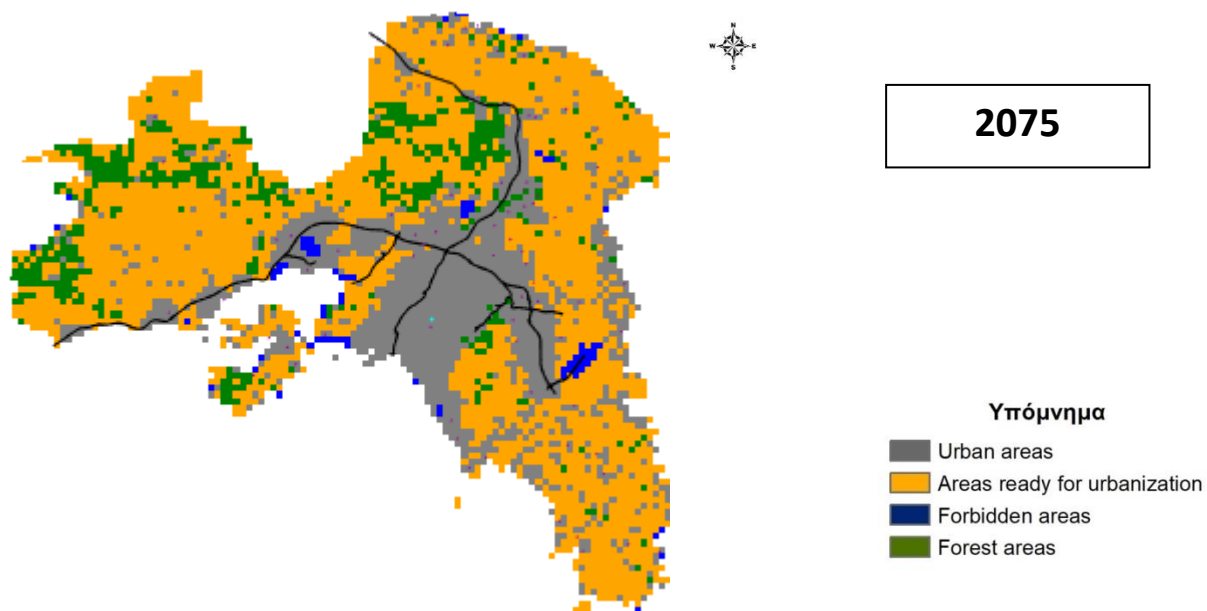 N
W E
S
2075
Υπόμνημα
Urban areas
Areas ready for urbanization
Forbidden areas
Forest areas